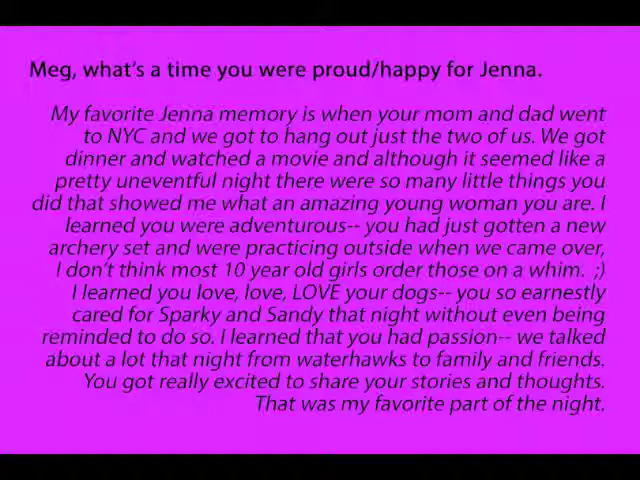 Meg, what's a time you were proud/happy for Jenna.
My favorite Jenna memory is when your mom and dad went
to NYC and we got to hang out just the two of us. We got
dinner and watched a movie and although it seemed like a
pretty uneventful night there were so many little things you
did that showed me what an amazing young woman you are. I
learned you were adventurous-- you had just gotten a new
archery set and were practicing outside when we came over,
I don't think most 10 year old girls order those on a whim. ;)
I learned you love, love, LOVE your dogs-- you so earnestly
cared for Sparky and Sandy that night without even being
reminded to do so. I learned that you had passion-- we talked
about a lot that night from waterhawks to family and friends.
You got really excited to share your stories and thoughts.
That was my favorite part of the night.